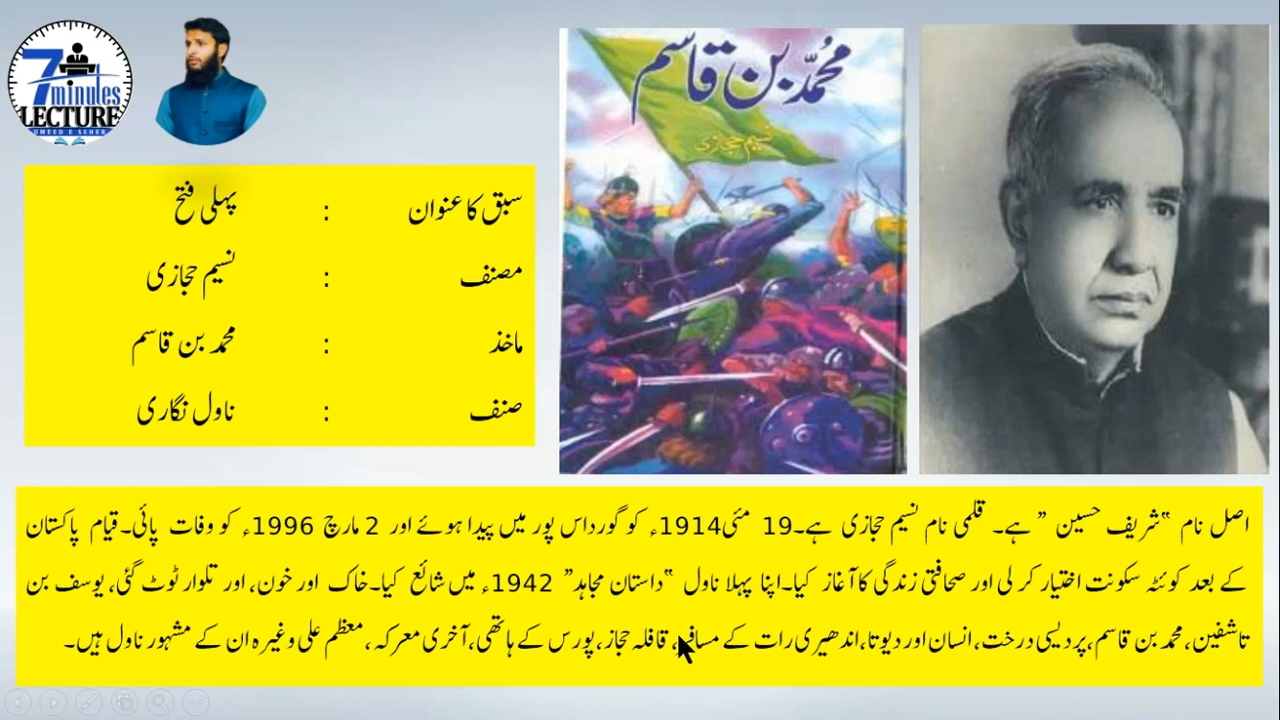 7
minutes
LECTURE
UMEED E SEHER
محمّد بن قاسم
نسیم حجازی
سبق کا عنوان : پہلی فتح
مصنف : نسیم حجازی
ماخذ : محمد بن قاسم
صنف : ناول نگاری
اصل نام "شریف حسین" ہے۔ قلمی نام نسیم حجازی ہے۔19 مئی1914ء کو گورداس پور میں پیدا ہوئے اور 2 مارچ 1996ء کو وفات پائی۔قیام پاکستان
کے بعد کوئٹہ سکونت اختیار کر لی اور صحافتی زندگی کا آغاز کیا۔اپنا پہلا ناول "داستان مجاہد" 1942ء میں شائع کیا۔خاک اور خون، اور تلوار ٹوٹ گئی، یوسف بن
تاشفین، محمد بن قاسم، پردیسی درخت، انسان اور دیوتا، اندھیری رات کے مسافر، قافلہ حجاز، پورس کے ہاتھی، آخری معرکہ، معظم علی وغیرہ ان کے مشہور ناول ہیں۔